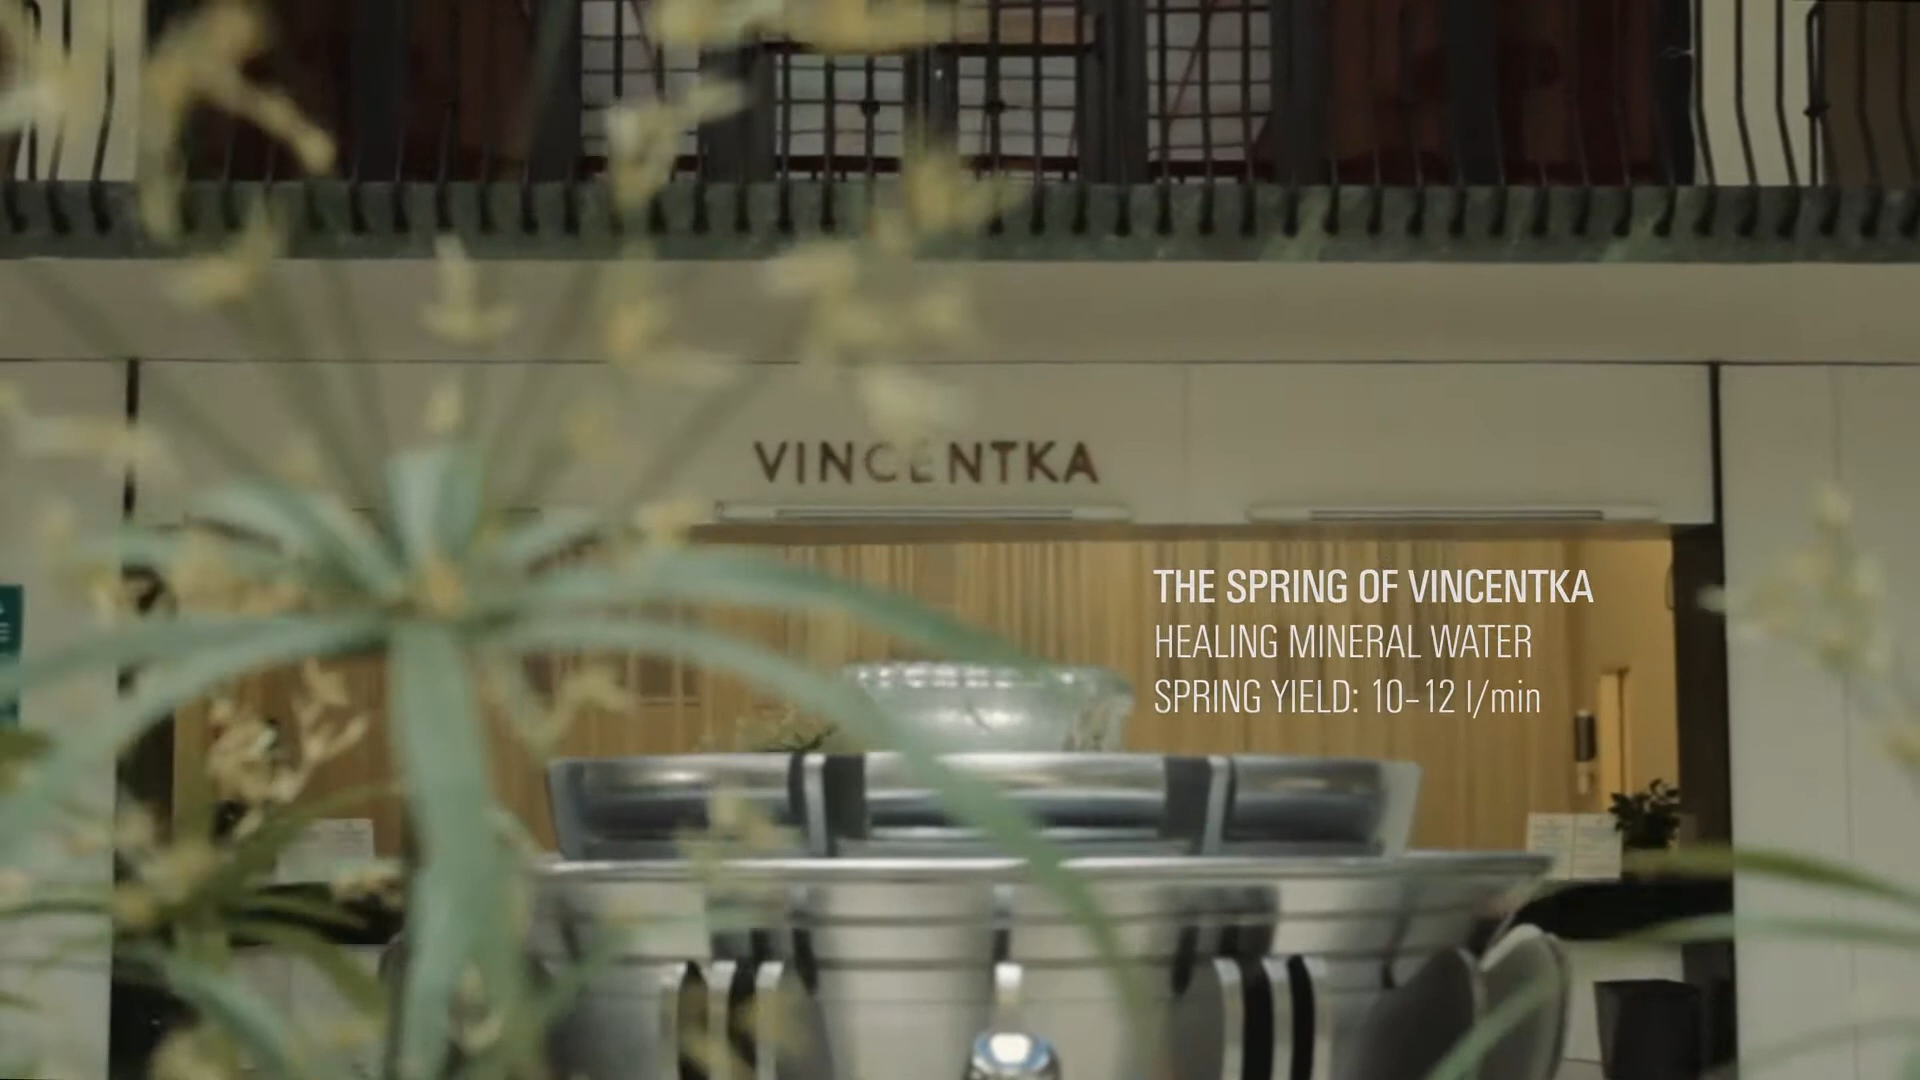 VINCENTKA
THE SPRING OF VINCENTKA
HEALING MINERAL WATER
SPRING YIELD: 10–12 l/min